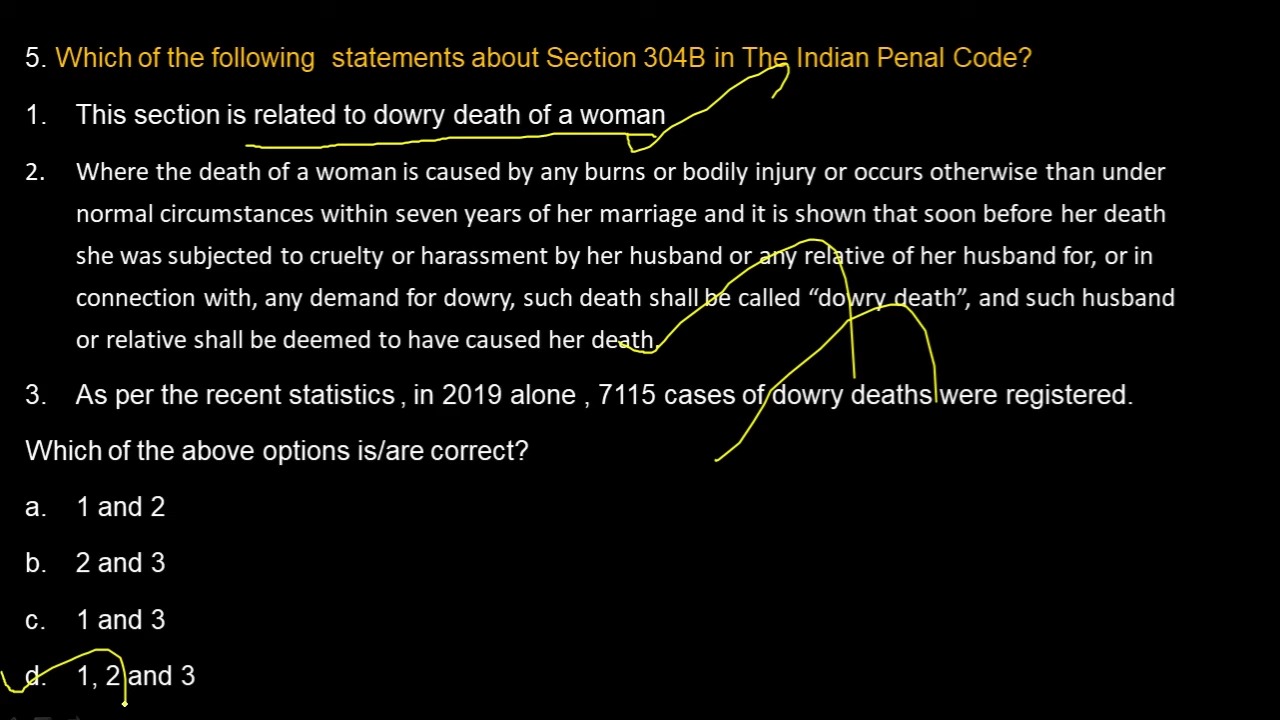 5. Which of the following statements about Section 304B in The Indian Penal Code?
1. This section is related to dowry death of a woman
2. Where the death of a woman is caused by any burns or bodily injury or occurs otherwise than under
normal circumstances within seven years of her marriage and it is shown that soon before her death
she was subjected to cruelty or harassment by her husband or any relative of her husband for, or in
connection with, any demand for dowry, such death shall be called “dowry death”, and such husband
or relative shall be deemed to have caused her death.
3. As per the recent statistics , in 2019 alone , 7115 cases of dowry deaths were registered.
Which of the above options is/are correct?
a. 1 and 2
b. 2 and 3
c. 1 and 3
d. 1, 2 and 3